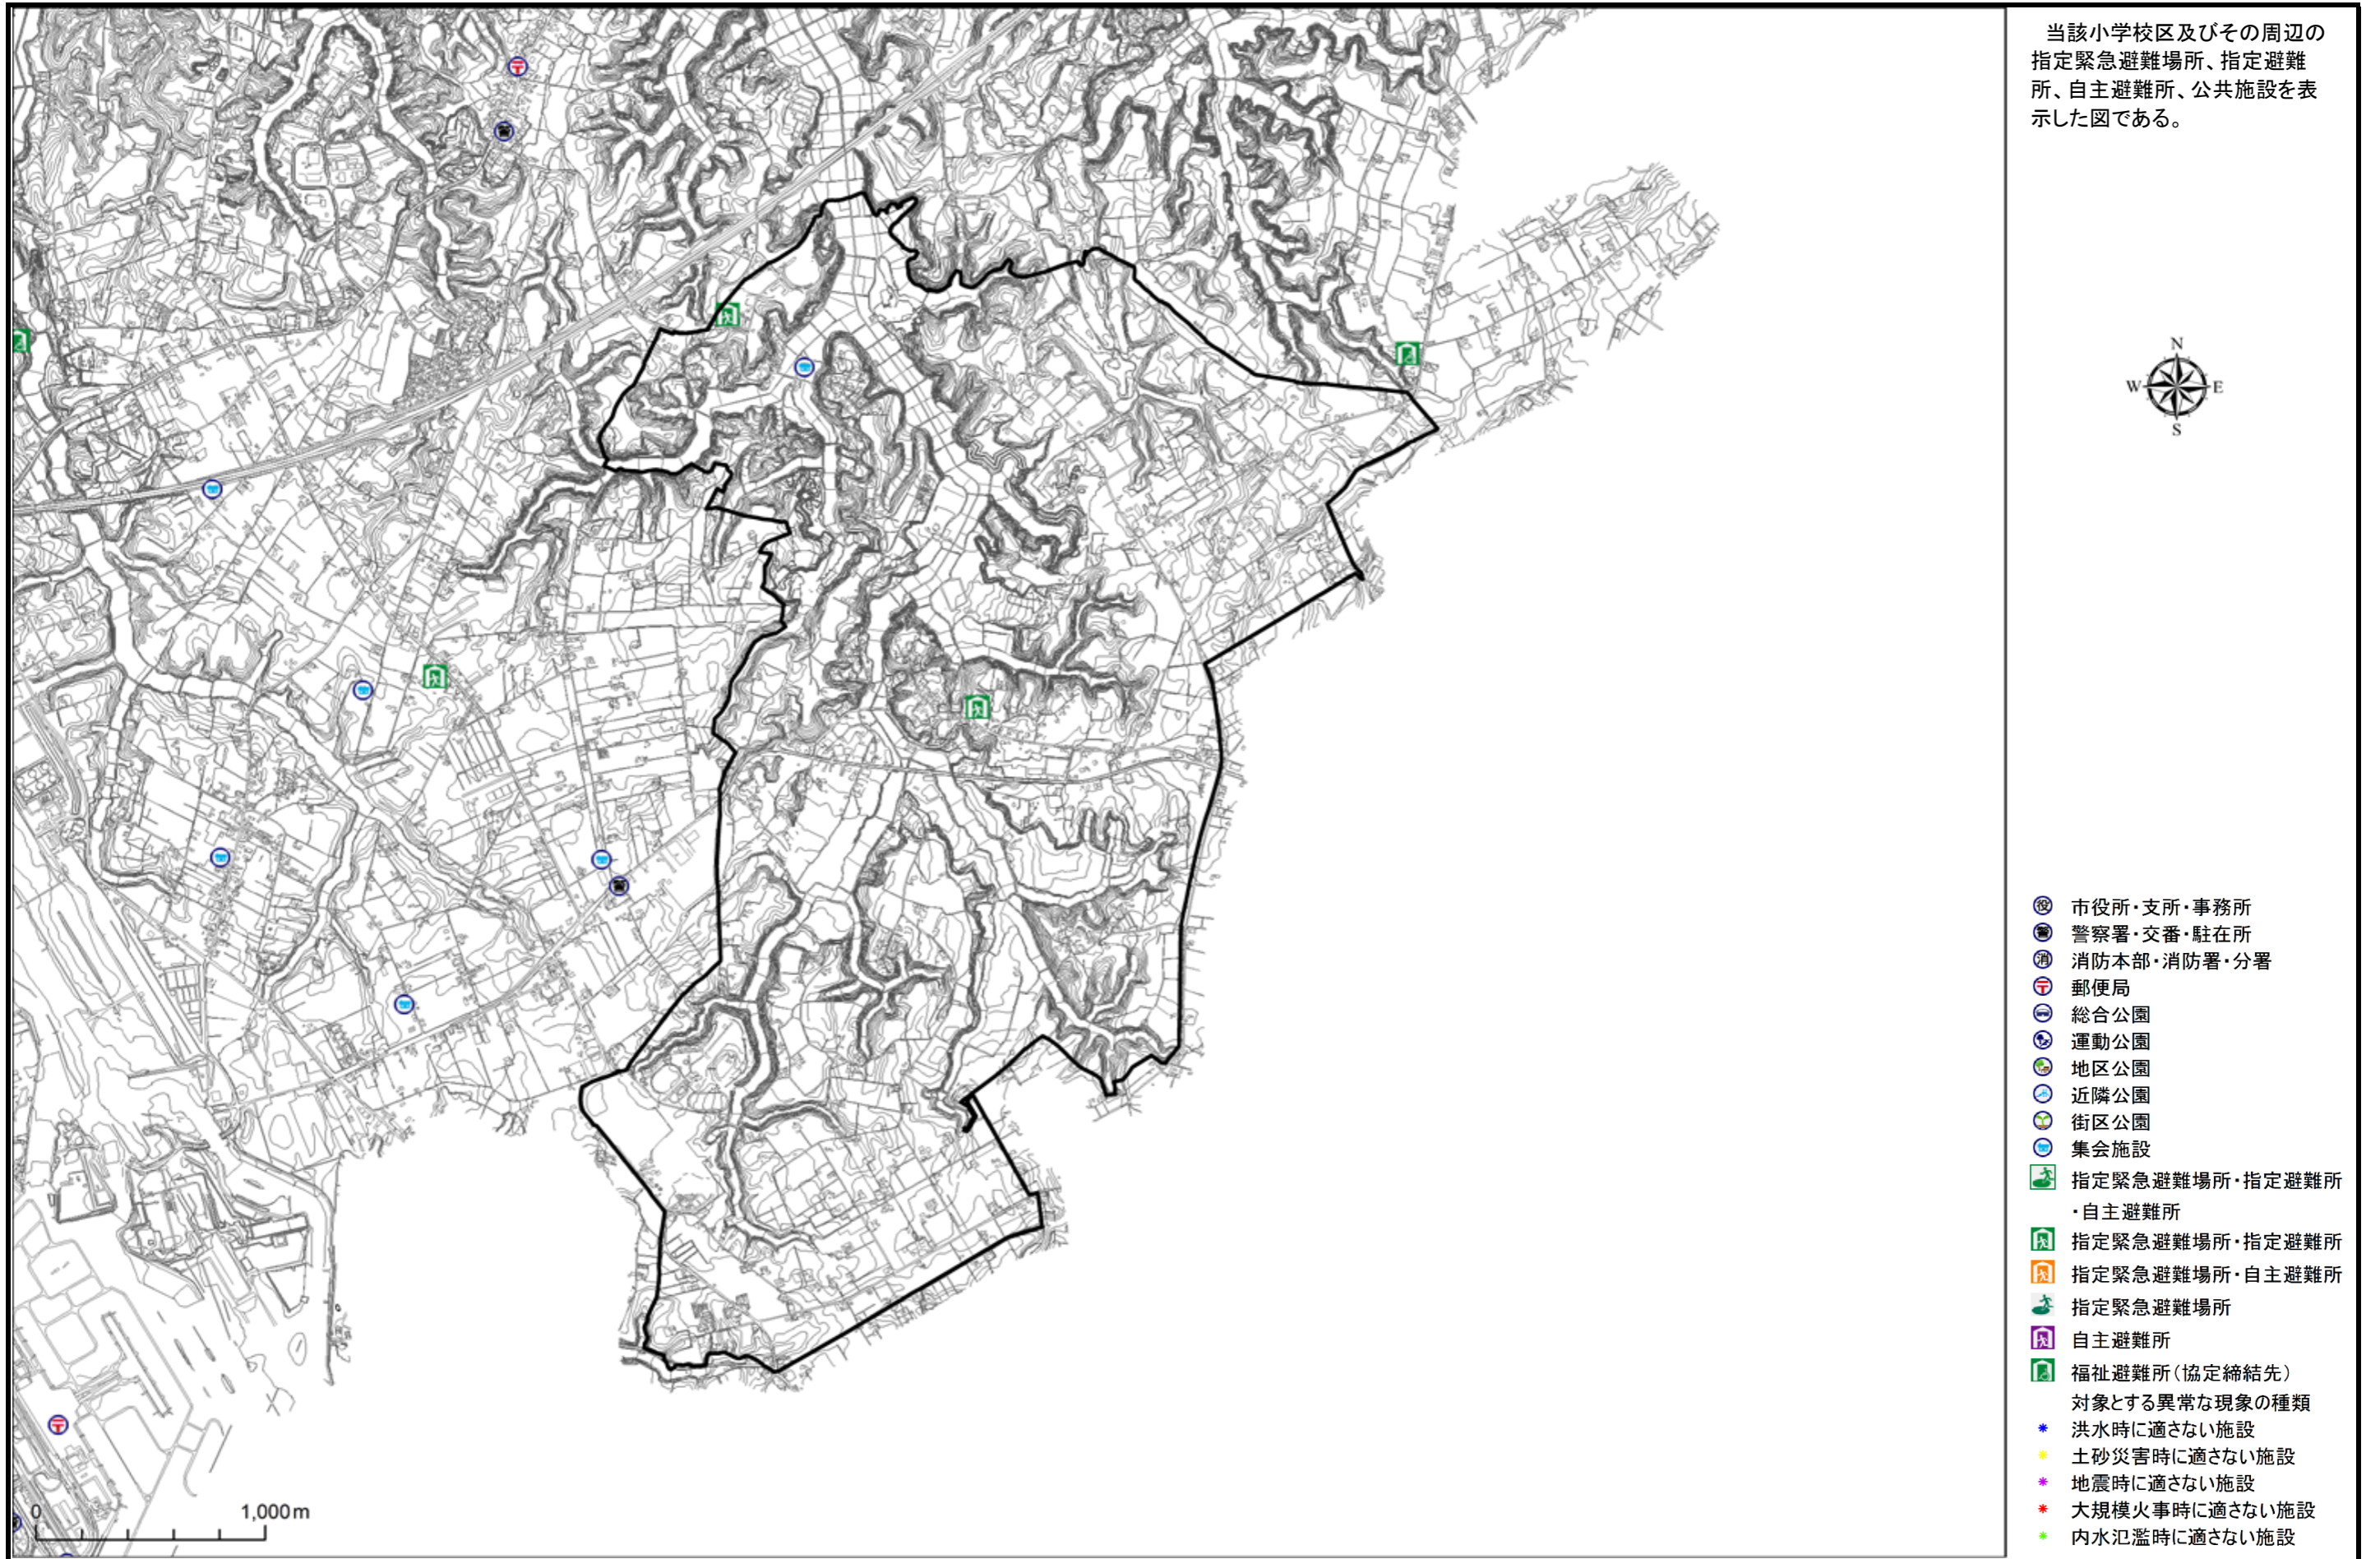 当該小学校区及びその周辺の
指定緊急避難場所、指定避難
所、自主避難所、公共施設を表
示した図である。
N
W E
S
役 市役所・支所・事務所
警察署・交番・駐在所
消 消防本部・消防署・分署
〒 郵便局
総合公園
運動公園
地区公園
近隣公園
街区公園
集会施設
指定緊急避難場所・指定避難所
・自主避難所
指定緊急避難場所・指定避難所
指定緊急避難場所・自主避難所
指定緊急避難場所
自主避難所
福祉避難所(協定締結先)
対象とする異常な現象の種類
* 洪水時に適さない施設
* 土砂災害時に適さない施設
* 地震時に適さない施設
* 大規模火事時に適さない施設
* 内水氾濫時に適さない施設
0 1,000m